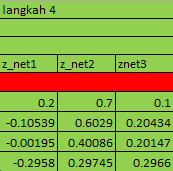 langkah 4
z_net1 z_net2 znet3
0.2 0.7 0.1
-0.10539 0.6029 0.20434
-0.00195 0.40086 0.20147
-0.2958 0.29745 0.2966